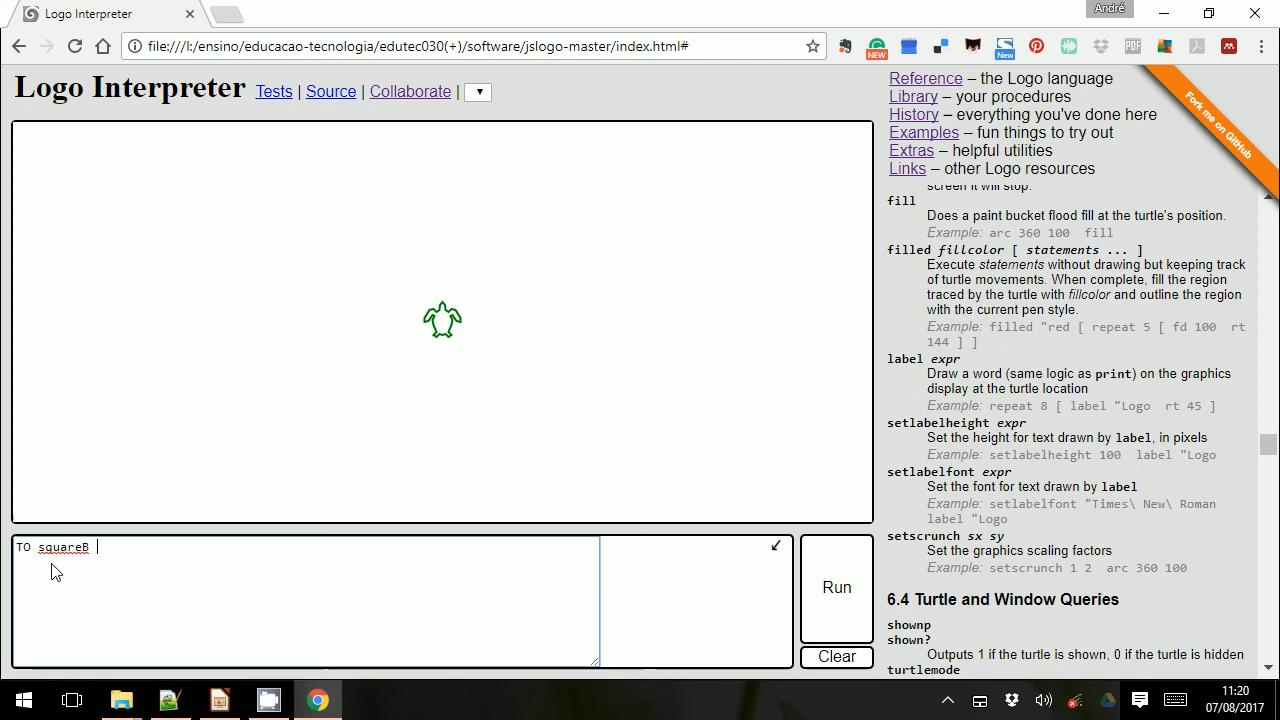 Logo Interpreter
André
file:///I:/ensino/educacao-tecnologia/edutec030(+)/software/jslogo-master/index.html#
NEW
New
PDF
Logo Interpreter Tests | Source | Collaborate |
Reference – the Logo language
Library – your procedures
History – everything you've done here
Examples – fun things to try out
Extras – helpful utilities
Links – other Logo resources
Fork me on GitHub
screen it will stop.
fill
Does a paint bucket flood fill at the turtle's position.
Example: arc 360 100 fill
filled fillcolor [ statements ... ]
Execute statements without drawing but keeping track
of turtle movements. When complete, fill the region
traced by the turtle with fillcolor and outline the region
with the current pen style.
Example: filled "red [ repeat 5 [ fd 100 rt
144 ] ]
label expr
Draw a word (same logic as print) on the graphics
display at the turtle location
Example: repeat 8 [ label "Logo rt 45 ]
setlabelheight expr
Set the height for text drawn by label, in pixels
Example: setlabelheight 100 label "Logo
setlabelfont expr
Set the font for text drawn by label
Example: setlabelfont "Times\ New\ Roman
label "Logo
setscrunch sx sy
Set the graphics scaling factors
Example: setscrunch 1 2 arc 360 100
6.4 Turtle and Window Queries
shownp
shown?
Outputs 1 if the turtle is shown, 0 if the turtle is hidden
turtlemode
TO squareB
Run
Clear
11:20
07/08/2017